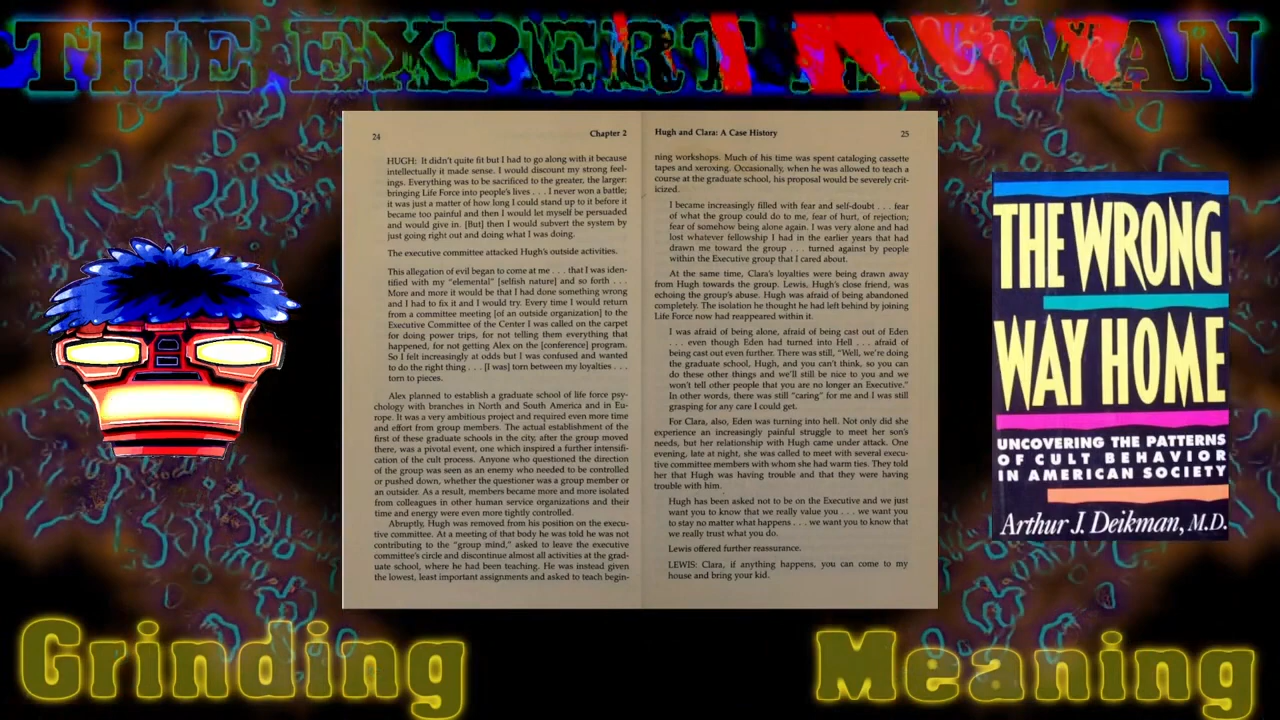 THE EXPERT LAYMAN
24
Chapter 2
HUGH: It didn't quite fit but I had to go along with it because
intellectually it made sense. I would discount my strong feel-
ings. Everything was to be sacrificed to the greater, the larger:
bringing Life Force into people's lives . . . I never won a battle;
it was just a matter of how long I could stand up to it before it
became too painful and then I would let myself be persuaded
and would give in. [But] then I would subvert the system by
just going right out and doing what I was doing.
The executive committee attacked Hugh's outside activities.
This allegation of evil began to come at me . . . that I was iden-
tified with my "elemental" [selfish nature] and so forth . . .
More and more it would be that I had done something wrong
and I had to fix it and I would try. Every time I would return
from a committee meeting [of an outside organization] to the
Executive Committee of the Center I was called on the carpet
for doing power trips, for not telling them everything that
happened, for not getting Alex on the [conference] program.
So I felt increasingly at odds but I was confused and wanted
to do the right thing . . . [I was] torn between my loyalties . . .
torn to pieces.
Alex planned to establish a graduate school of life force psy-
chology with branches in North and South America and in Eu-
rope. It was a very ambitious project and required even more time
and effort from group members. The actual establishment of the
first of these graduate schools in the city, after the group moved
there, was a pivotal event, one which inspired a further intensifi-
cation of the cult process. Anyone who questioned the direction
of the group was seen as an enemy who needed to be controlled
or pushed down, whether the questioner was a group member or
an outsider. As a result, members became more and more isolated
from colleagues in other human service organizations and their
time and energy were even more tightly controlled.
Abruptly, Hugh was removed from his position on the execu-
tive committee. At a meeting of that body he was told he was not
contributing to the "group mind," asked to leave the executive
committee's circle and discontinue almost all activities at the grad-
uate school, where he had been teaching. He was instead given
the lowest, least important assignments and asked to teach begin-
Hugh and Clara: A Case History
25
ning workshops. Much of his time was spent cataloging cassette
tapes and xeroxing. Occasionally, when he was allowed to teach a
course at the graduate school, his proposal would be severely crit-
icized.
I became increasingly filled with fear and self-doubt . . . fear
of what the group could do to me, fear of hurt, of rejection;
fear of somehow being alone again. I was very alone and had
lost whatever fellowship I had in the earlier years that had
drawn me toward the group . . . turned against by people
within the Executive group that I cared about.
At the same time, Clara's loyalties were being drawn away
from Hugh towards the group. Lewis, Hugh's close friend, was
echoing the group's abuse. Hugh was afraid of being abandoned
completely. The isolation he thought he had left behind by joining
Life Force now had reappeared within it.
I was afraid of being alone, afraid of being cast out of Eden
. . . even though Eden had turned into Hell . . . afraid of
being cast out even further. There was still, "Well, we're doing
the graduate school, Hugh, and you can't think, so you can
do these other things and we'll still be nice to you and we
won't tell other people that you are no longer an Executive."
In other words, there was still "caring" for me and I was still
grasping for any care I could get.
For Clara, also, Eden was turning into hell. Not only did she
experience an increasingly painful struggle to meet her son's
needs, but her relationship with Hugh came under attack. One
evening, late at night, she was called to meet with several execu-
tive committee members with whom she had warm ties. They told
her that Hugh was having trouble and that they were having
trouble with him.
Hugh has been asked not to be on the Executive and we just
want you to know that we really value you . . . we want you
to stay no matter what happens . . . we want you to know that
we really trust what you do.
Lewis offered further reassurance.
LEWIS: Clara, if anything happens, you can come to my
house and bring your kid.
THE WRONG
WAY HOME
UNCOVERING THE PATTERNS
OF CULT BEHAVIOR
IN AMERICAN SOCIETY
Arthur J. Deikman, M.D.
Grinding
Meaning